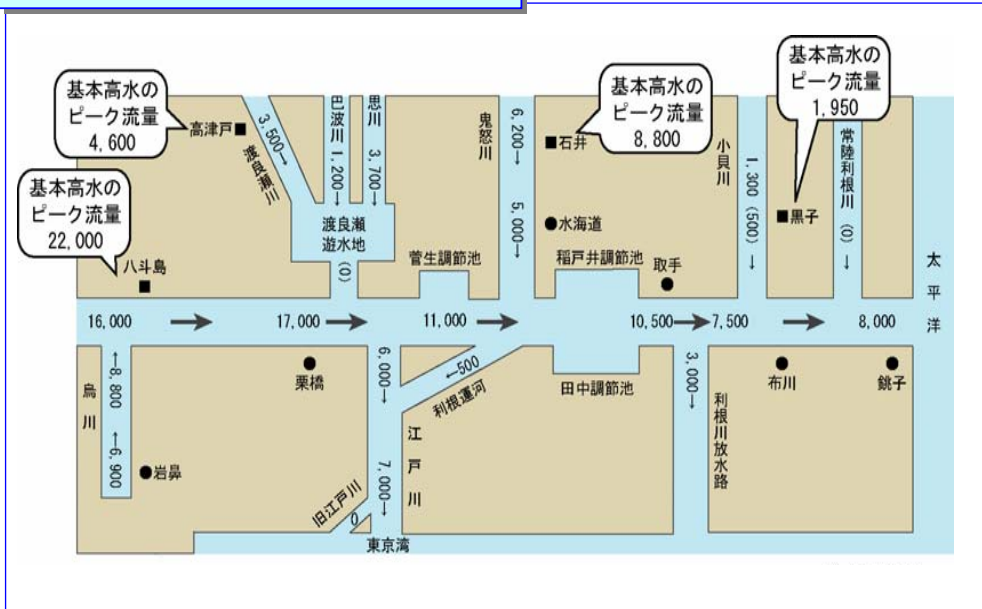 基本高水の
ピーク流量
4,600
基本高水の
ピーク流量
22,000
基本高水の
ピーク流量
8,800
基本高水の
ピーク流量
1,950
高津戸
八斗島
3,500→
渡良瀬川
巴波川
1,200→
思川
3,700→
渡良瀬
遊水地
(0)
鬼怒川
6,200→
5,000→
石井
水海道
菅生調節池
稲戸井調節池
取手
小貝川
1,300 (500) →
黒子
常陸利根川 (0) →
太平洋
16,000
17,000
11,000
10,500
7,500
8,000
烏川
←8,800
←6,900
岩鼻
栗橋
6,000→
←500
利根運河
江戸川
7,000→
旧江戸川
0
東京湾
田中調節池
3,000→
利根川放水路
布川
銚子